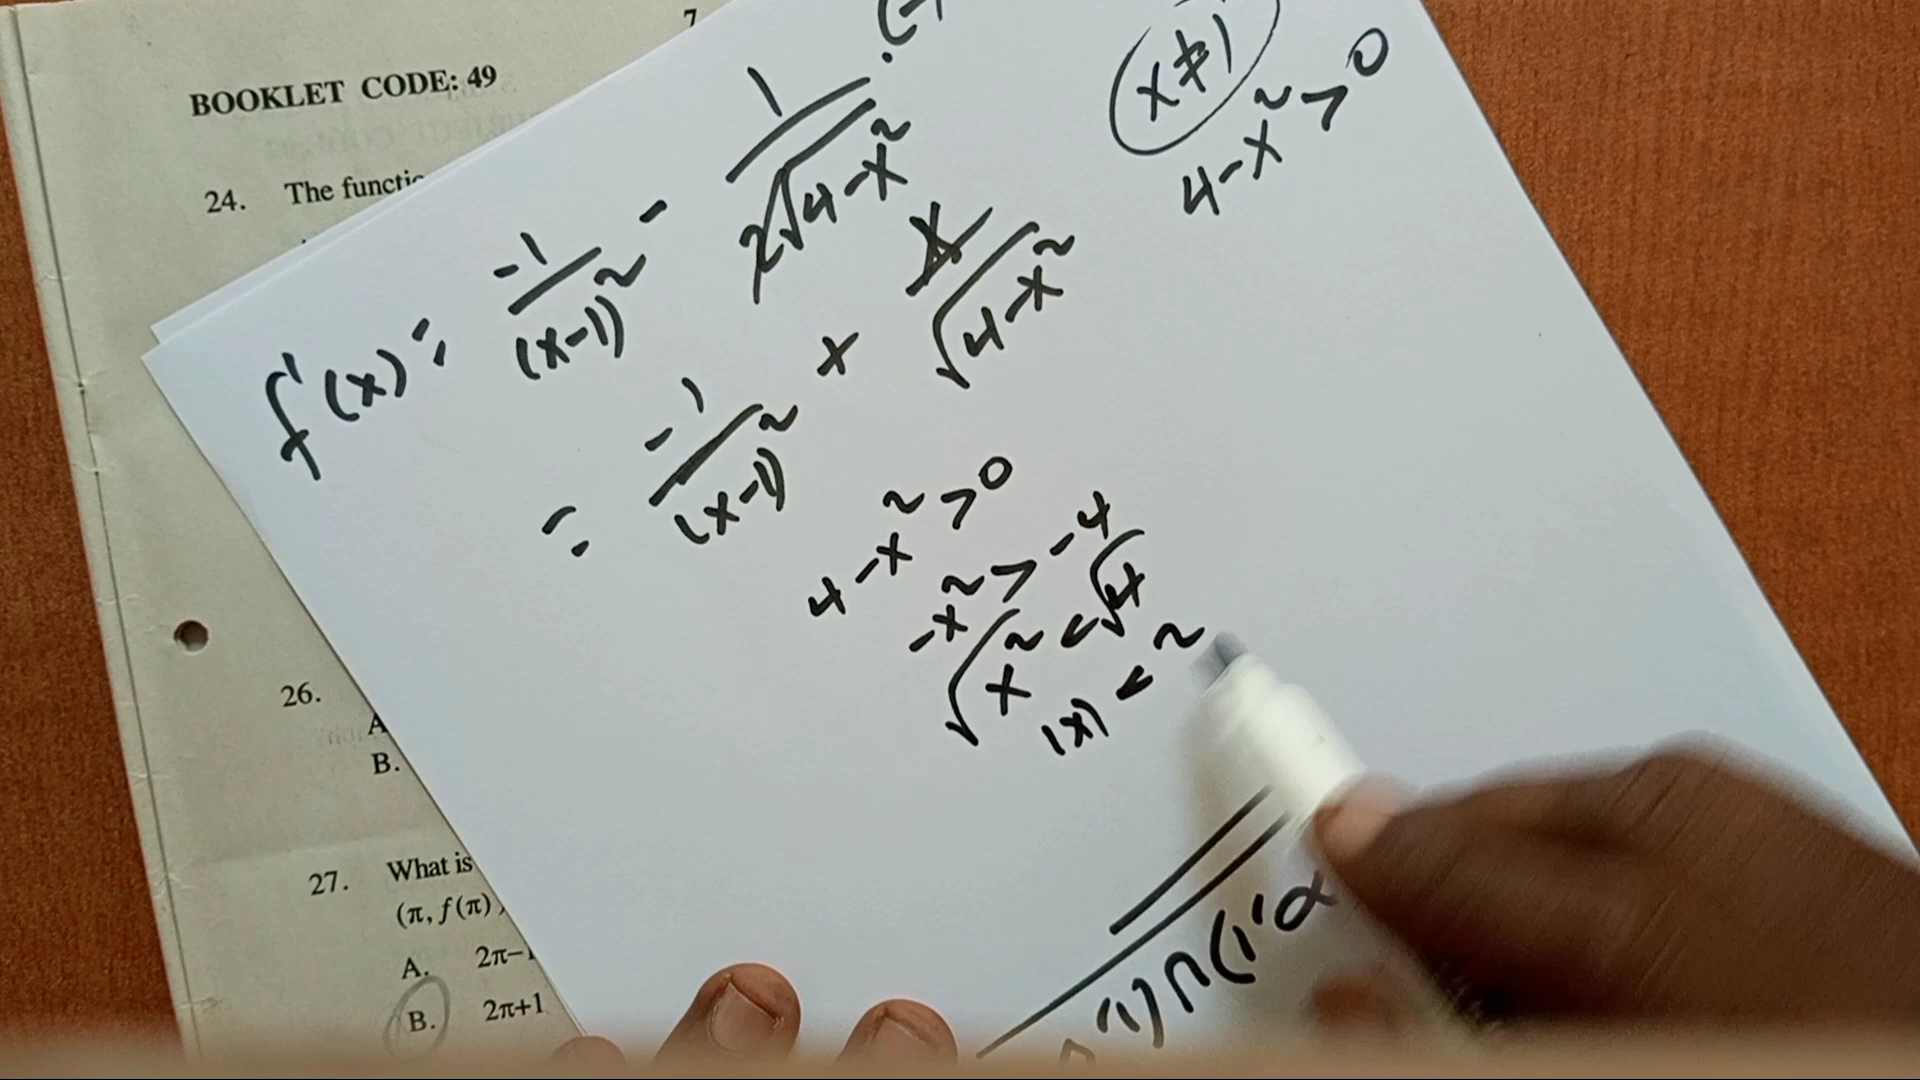 7
BOOKLET CODE: 49
24. The functi
26.
A
B.
27. What is
(π, f(π)
A. 2π-1
B. 2π+1
x≠1
4-x²>0
f'(x) = -1/(x-1)² - 1/2√4-x² .(-
= -1/(x-1)² + x/√4-x²
4-x²>0
-x²>-4
√x²<√4
|x|<2